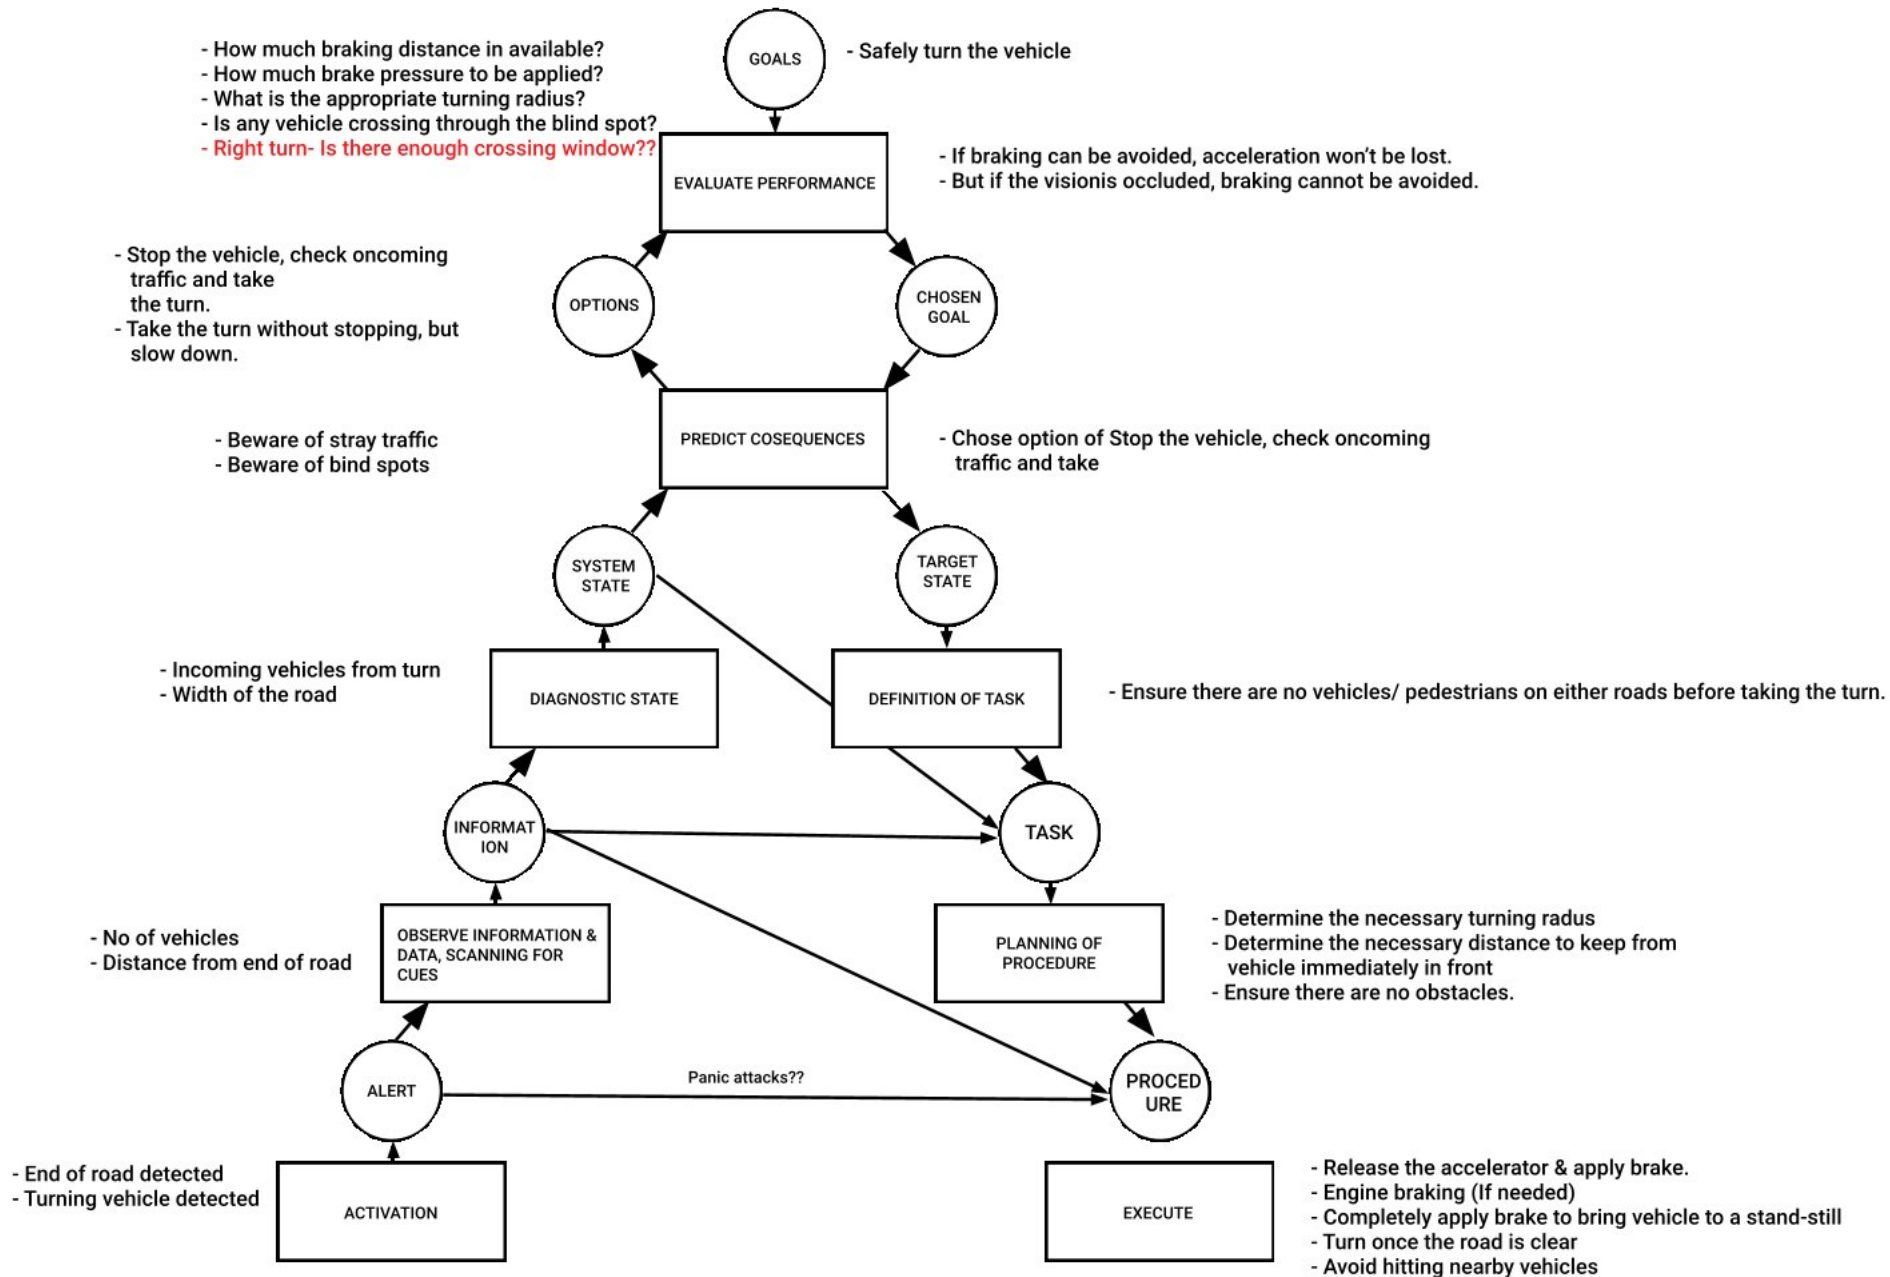 GOALS
- Safely turn the vehicle
- How much braking distance in available?
- How much brake pressure to be applied?
- What is the appropriate turning radius?
- Is any vehicle crossing through the blind spot?
- Right turn- Is there enough crossing window??
EVALUATE PERFORMANCE
- If braking can be avoided, acceleration won't be lost.
- But if the visionis occluded, braking cannot be avoided.
- Stop the vehicle, check oncoming
traffic and take
the turn.
- Take the turn without stopping, but
slow down.
OPTIONS
CHOSEN
GOAL
- Beware of stray traffic
- Beware of bind spots
PREDICT COSEQUENCES
- Chose option of Stop the vehicle, check oncoming
traffic and take
SYSTEM
STATE
TARGET
STATE
- Incoming vehicles from turn
- Width of the road
DIAGNOSTIC STATE
DEFINITION OF TASK
- Ensure there are no vehicles/ pedestrians on either roads before taking the turn.
INFORMAT
ION
TASK
- No of vehicles
- Distance from end of road
OBSERVE INFORMATION &
DATA, SCANNING FOR
CUES
PLANNING OF
PROCEDURE
- Determine the necessary turning radus
- Determine the necessary distance to keep from
vehicle immediately in front
- Ensure there are no obstacles.
ALERT
Panic attacks??
PROCED
URE
- End of road detected
- Turning vehicle detected
ACTIVATION
EXECUTE
- Release the accelerator & apply brake.
- Engine braking (If needed)
- Completely apply brake to bring vehicle to a stand-still
- Turn once the road is clear
- Avoid hitting nearby vehicles